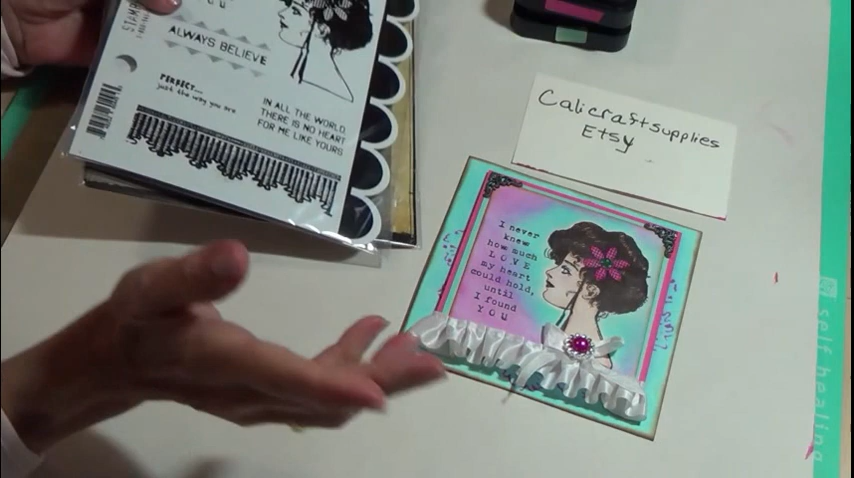 YOU
ALWAYS BELIEVE
PERFECT...
just the way you are
IN ALL THE WORLD,
THERE IS NO HEART
FOR ME LIKE YOURS
Calicraftsupplies
Etsy
I never
knew
how much
LOVE
my heart
could hold,
until
I found
YOU
self healing